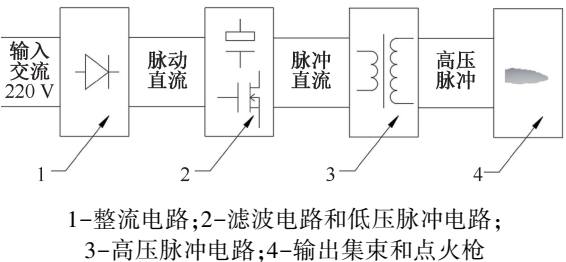 输入
交流
220 V
脉动
直流
脉冲
直流
高压
脉冲
1
2
3
4
1-整流电路;2-滤波电路和低压脉冲电路;
3-高压脉冲电路;4-输出集束和点火枪